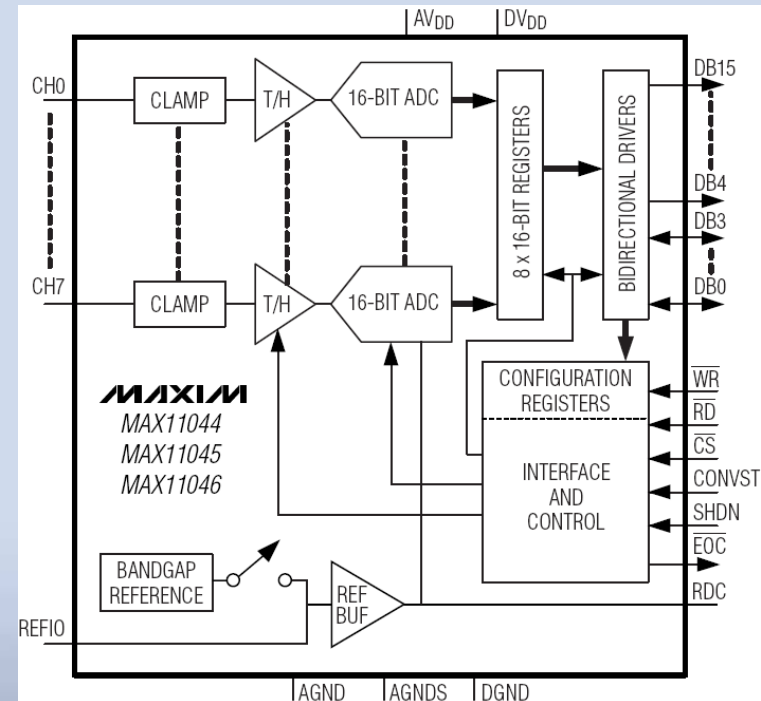 AVDD DVDD
CH0
CLAMP
T/H
16-BIT ADC
8 x 16-BIT REGISTERS
BIDIRECTIONAL DRIVERS
DB15
DB4
DB3
DB0
CH7
CLAMP
T/H
16-BIT ADC
MAXIM
MAX11044
MAX11045
MAX11046
CONFIGURATION
REGISTERS
INTERFACE
AND
CONTROL
WR
RD
CS
CONVST
SHDN
EOC
RDC
BANDGAP
REFERENCE
REF
BUF
REFIO
AGND AGNDS DGND